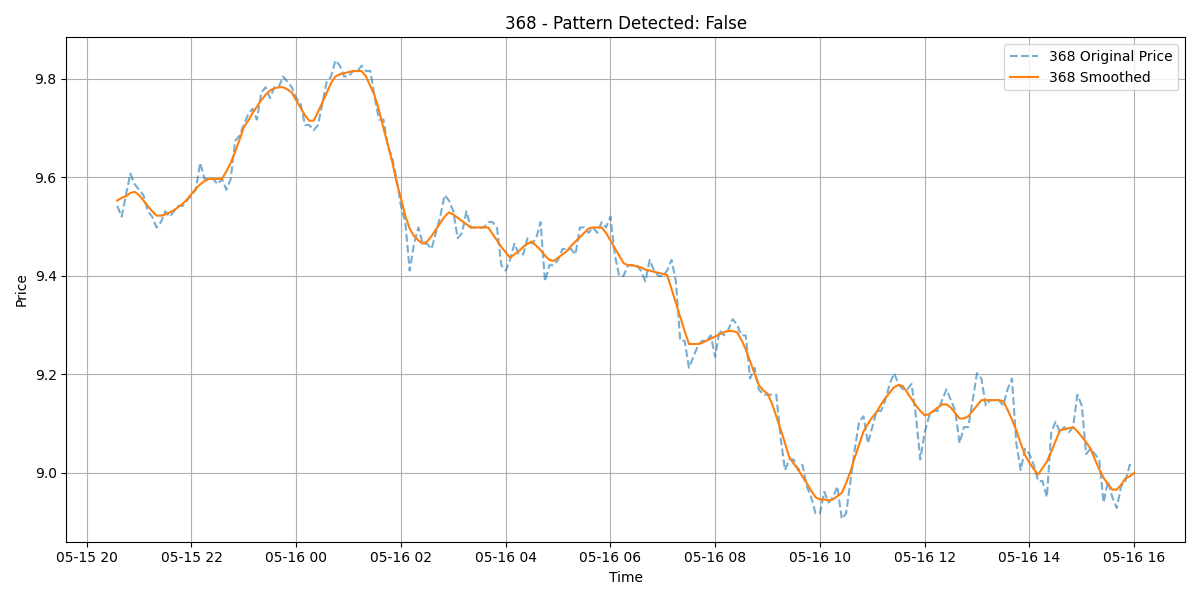 368 - Pattern Detected: False
368 Original Price
368 Smoothed
Price
9.8
9.6
9.4
9.2
9.0
05-15 20 05-15 22 05-16 00 05-16 02 05-16 04 05-16 06 05-16 08 05-16 10 05-16 12 05-16 14 05-16 16
Time